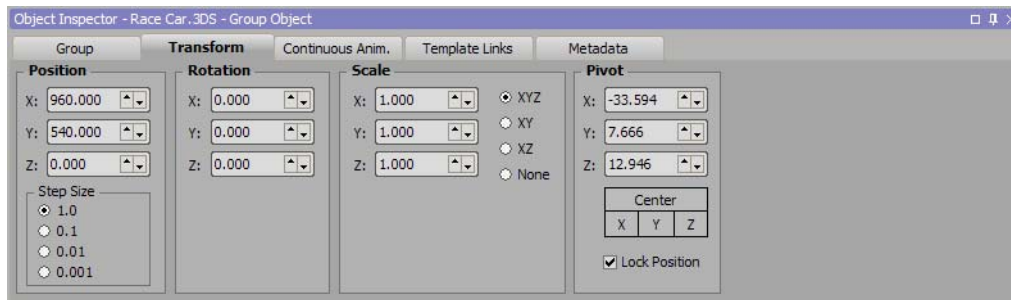 Object Inspector - Race Car.3DS - Group Object
Group Transform Continuous Anim. Template Links Metadata
Position Rotation Scale Pivot
X: 960.000 X: 0.000 X: 1.000 XYZ X: -33.594
Y: 540.000 Y: 0.000 Y: 1.000 XY Y: 7.666
Z: 0.000 Z: 0.000 Z: 1.000 XZ Z: 12.946
None
Step Size
1.0
0.1
0.01
0.001
Center
X Y Z
Lock Position